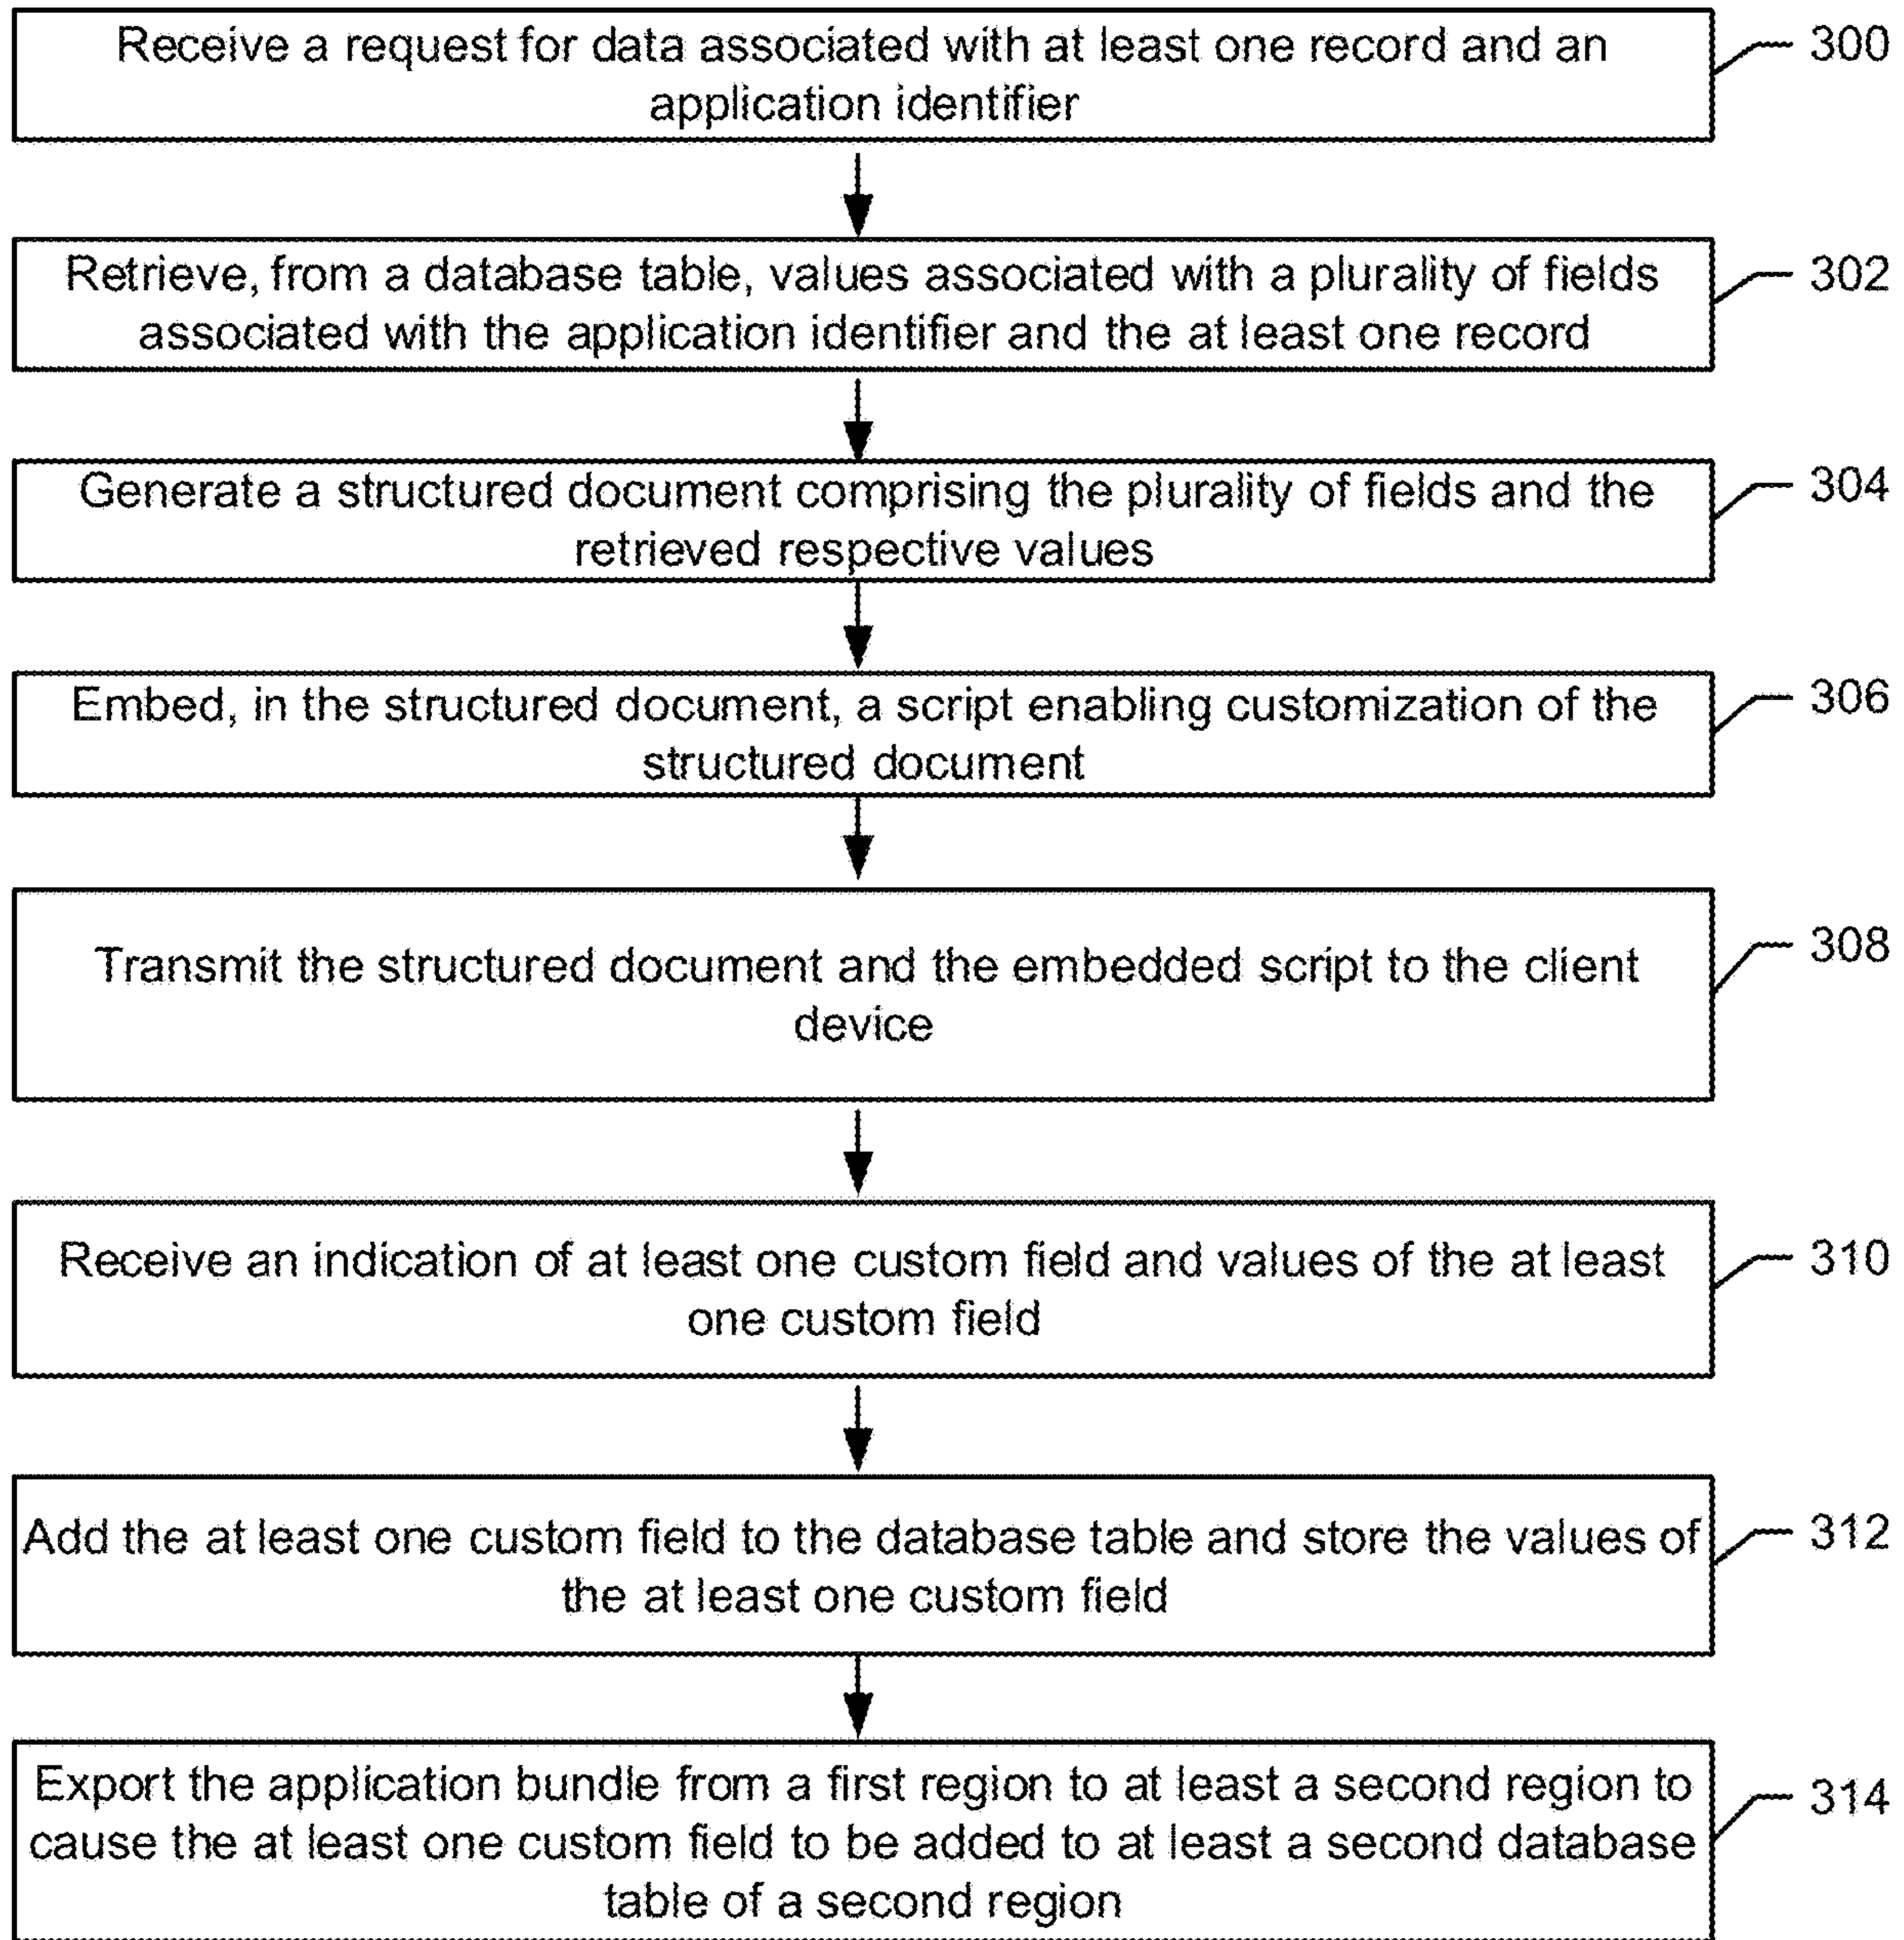 Receive a request for data associated with at least one record and an
application identifier
300
Retrieve, from a database table, values associated with a plurality of fields
associated with the application identifier and the at least one record
302
Generate a structured document comprising the plurality of fields and the
retrieved respective values
304
Embed, in the structured document, a script enabling customization of the
structured document
306
Transmit the structured document and the embedded script to the client
device
308
Receive an indication of at least one custom field and values of the at least
one custom field
310
Add the at least one custom field to the database table and store the values of
the at least one custom field
312
Export the application bundle from a first region to at least a second region to
cause the at least one custom field to be added to at least a second database
table of a second region
314